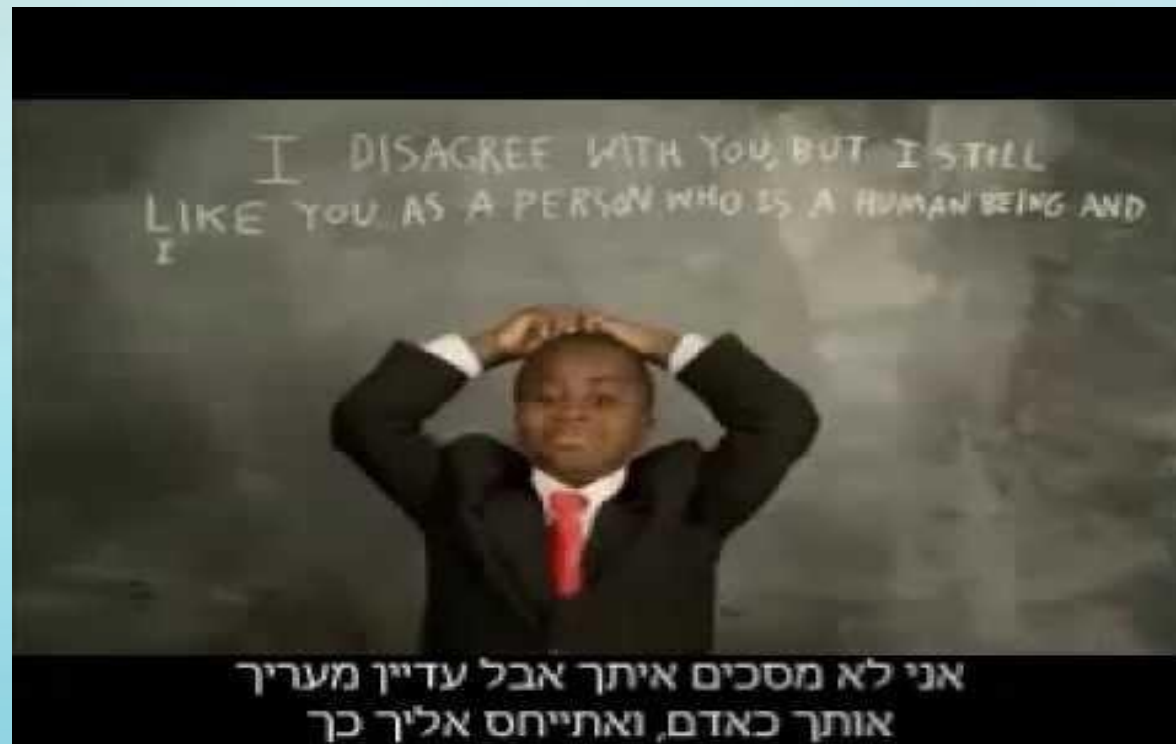 I DISAGREE WITH YOU, BUT I STILL
LIKE YOU AS A PERSON WHO IS A HUMAN BEING AND
I
אני לא מסכים איתך אבל עדיין מעריך
אותך כאדם, ואתייחס אליך כך